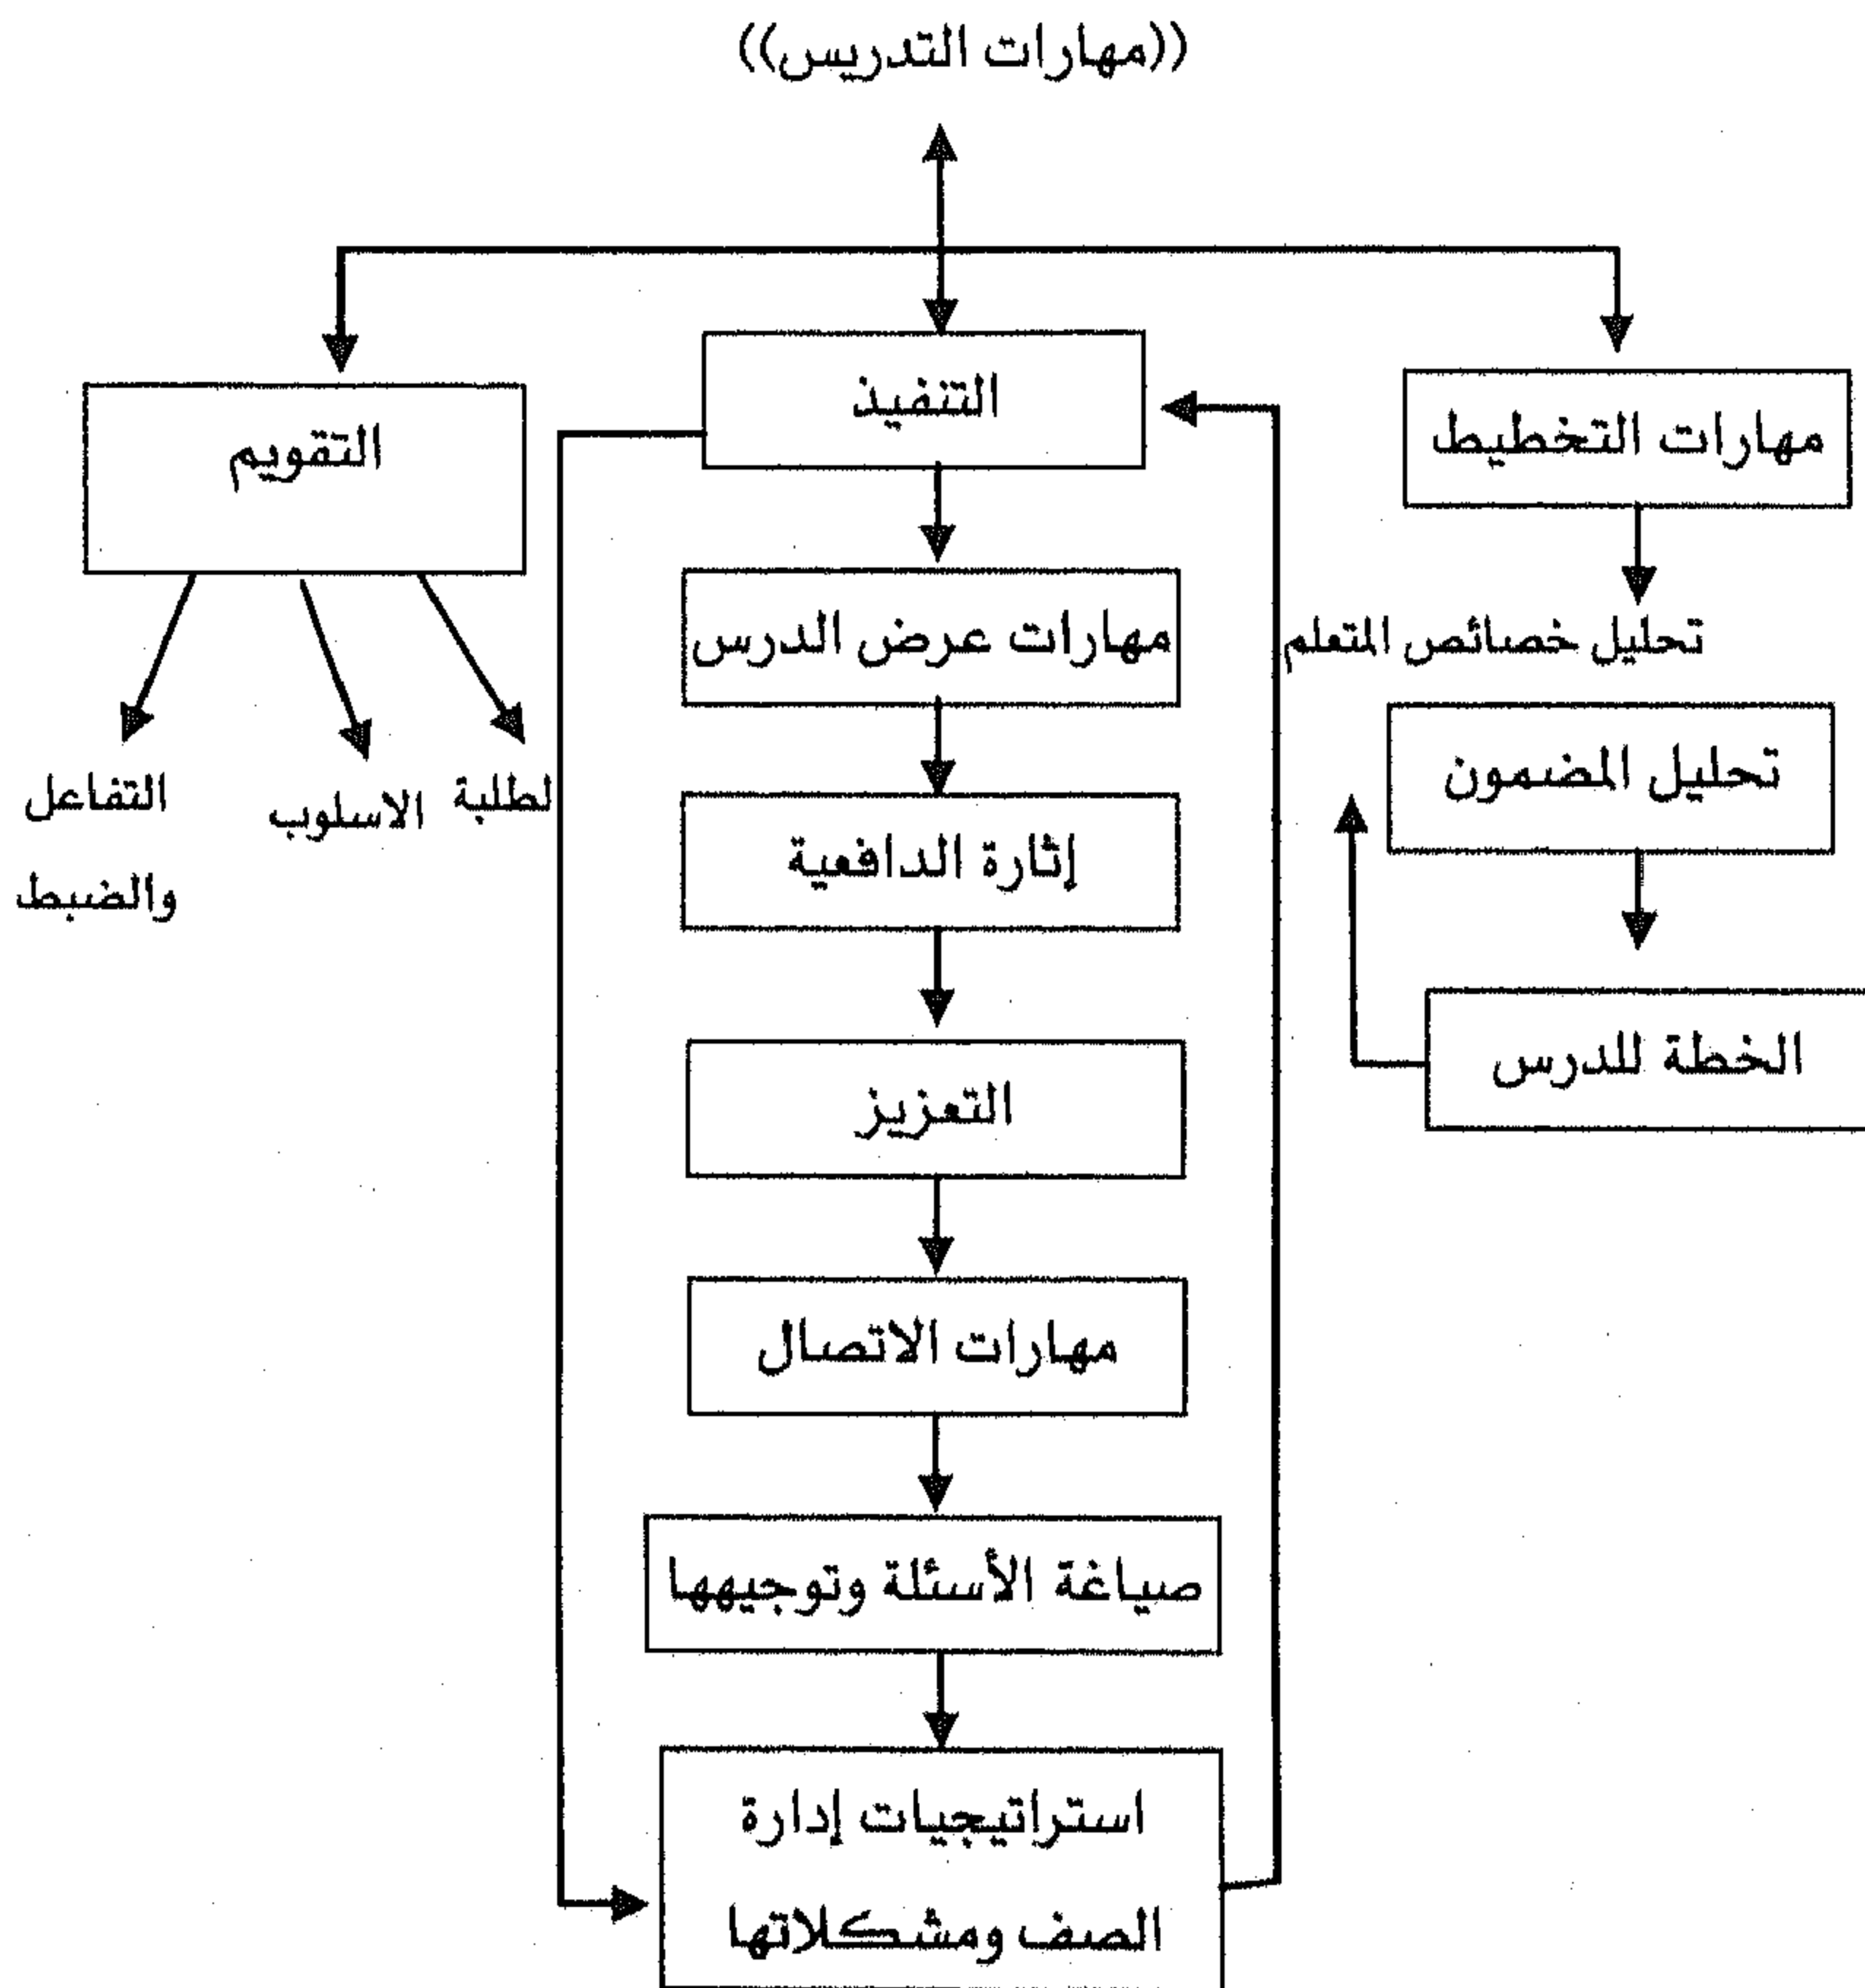 ((مهارات التدريس))
مهارات التخطيط
تحليل خصائص المتعلم
تحليل المضمون
الخطة للدرس
التنفيذ
مهارات عرض الدرس
إثارة الدافعية
التعزيز
مهارات الاتصال
صياغة الأسئلة وتوجيهها
استراتيجيات إدارة
الصف ومشكلاتها
التقويم
لطلبة
الاسلوب
التفاعل
والضبط